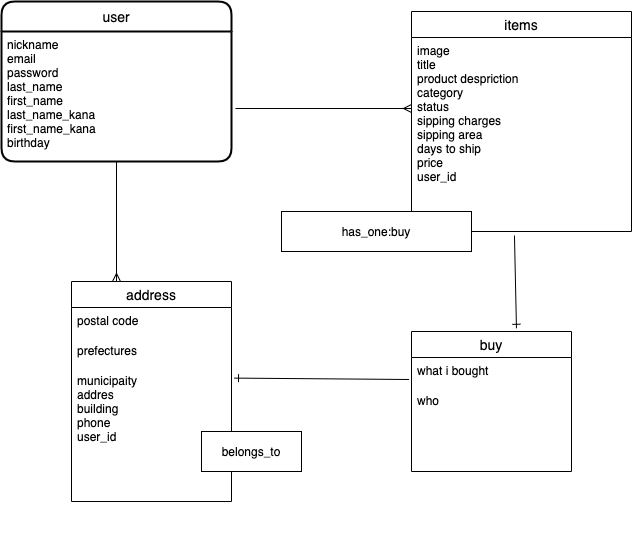 user
nickname
email
password
last_name
first_name
last_name_kana
first_name_kana
birthday
items
image
title
product despriction
category
status
sipping charges
sipping area
days to ship
price
user_id
has_one:buy
address
postal code
prefectures
municipaity
addres
building
phone
user_id
belongs_to
buy
what i bought
who